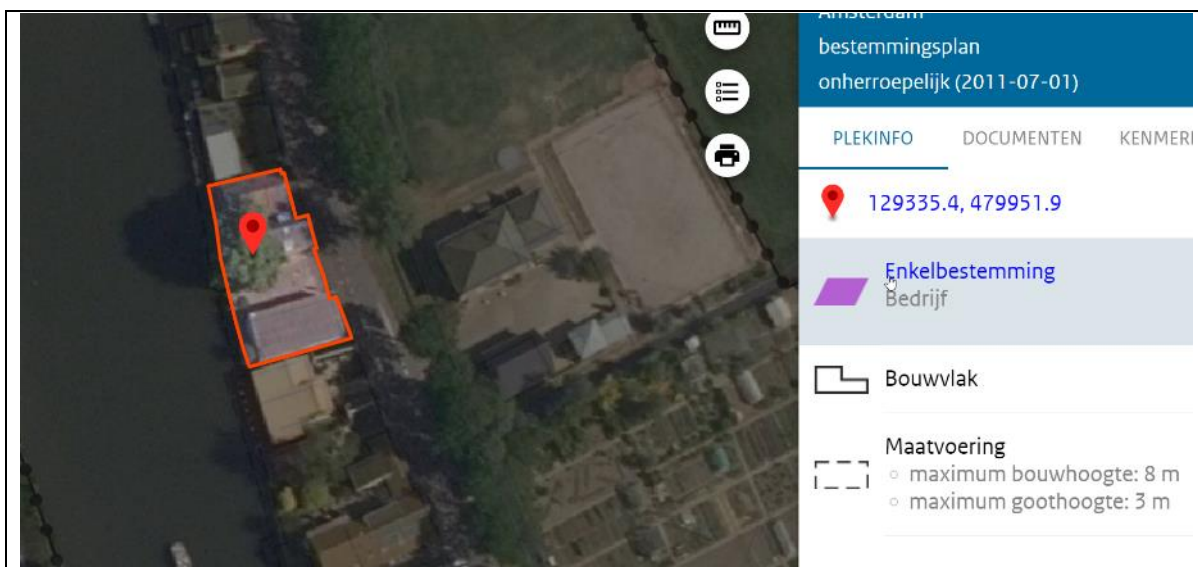 Amsterdam
bestemmingsplan
onherroepelijk (2011-07-01)
PLEKINFO DOCUMENTEN
129335.4, 479951.9
Enkelbestemming
Bedrijf
Bouwvlak
Maatvoering
maximum bouwhoogte: 8 m
maximum goothoogte: 3 m